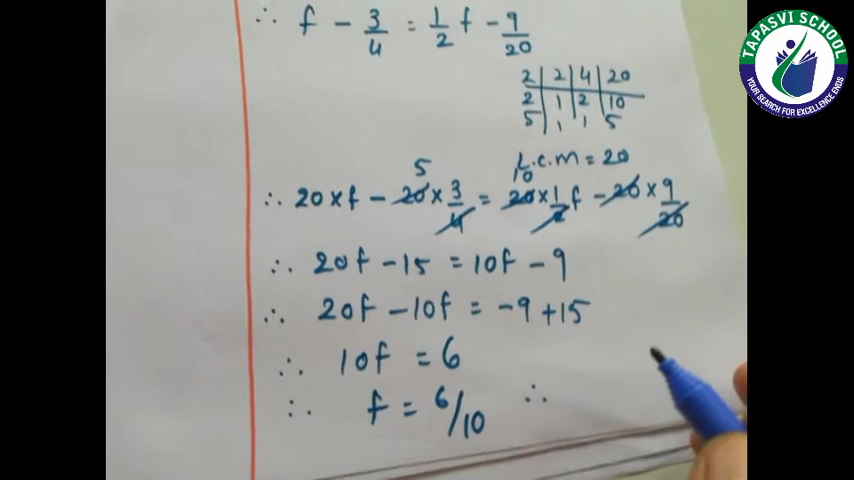 ∴ f - 3/4 = 1/2 f - 9/20
2 | 2 | 4 | 20
2 | 1 | 2 | 10
5 | 1 | 1 | 5
L.C.M = 20
5 10
∴ 20 × f - 20 × 3/4 = 20 × 1/2 f - 20 × 9/20
∴ 20f - 15 = 10f - 9
∴ 20f - 10f = -9 + 15
∴ 10f = 6
∴ f = 6/10 ∴
TAPASVI SCHOOL
YOUR SEARCH FOR EXCELLENCE ENDS